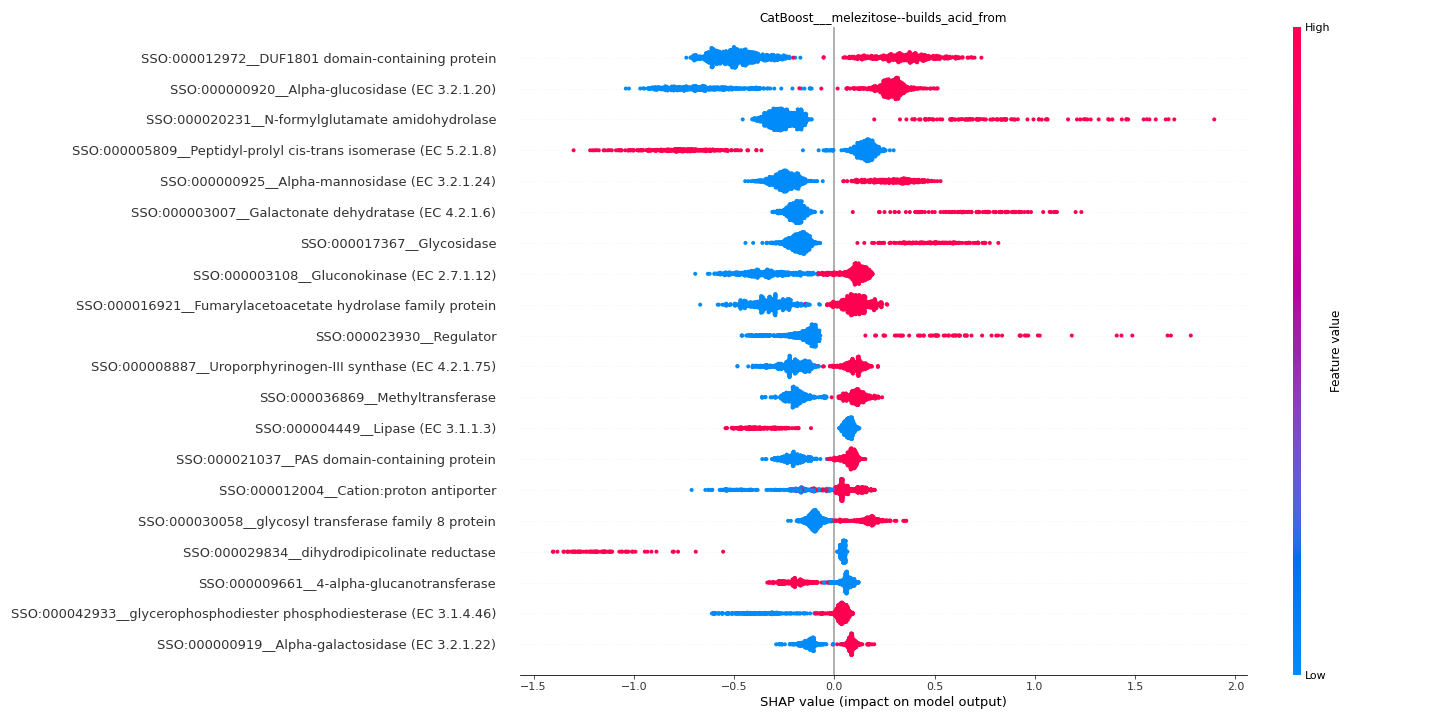 CatBoost___melezitose--builds_acid_from
SSO:000012972__DUF1801 domain-containing protein
SSO:000000920__Alpha-glucosidase (EC 3.2.1.20)
SSO:000020231__N-formylglutamate amidohydrolase
SSO:000005809__Peptidyl-prolyl cis-trans isomerase (EC 5.2.1.8)
SSO:000000925__Alpha-mannosidase (EC 3.2.1.24)
SSO:000003007__Galactonate dehydratase (EC 4.2.1.6)
SSO:000017367__Glycosidase
SSO:000003108__Gluconokinase (EC 2.7.1.12)
SSO:000016921__Fumarylacetoacetate hydrolase family protein
SSO:000023930__Regulator
SSO:000008887__Uroporphyrinogen-III synthase (EC 4.2.1.75)
SSO:000036869__Methyltransferase
SSO:000004449__Lipase (EC 3.1.1.3)
SSO:000021037__PAS domain-containing protein
SSO:000012004__Cation:proton antiporter
SSO:000030058__glycosyl transferase family 8 protein
SSO:000029834__dihydrodipicolinate reductase
SSO:000009661__4-alpha-glucanotransferase
SSO:000042933__glycerophosphodiester phosphodiesterase (EC 3.1.4.46)
SSO:000000919__Alpha-galactosidase (EC 3.2.1.22)
−1.5 −1.0 −0.5 0.0 0.5 1.0 1.5 2.0
SHAP value (impact on model output)
High
Feature value
Low